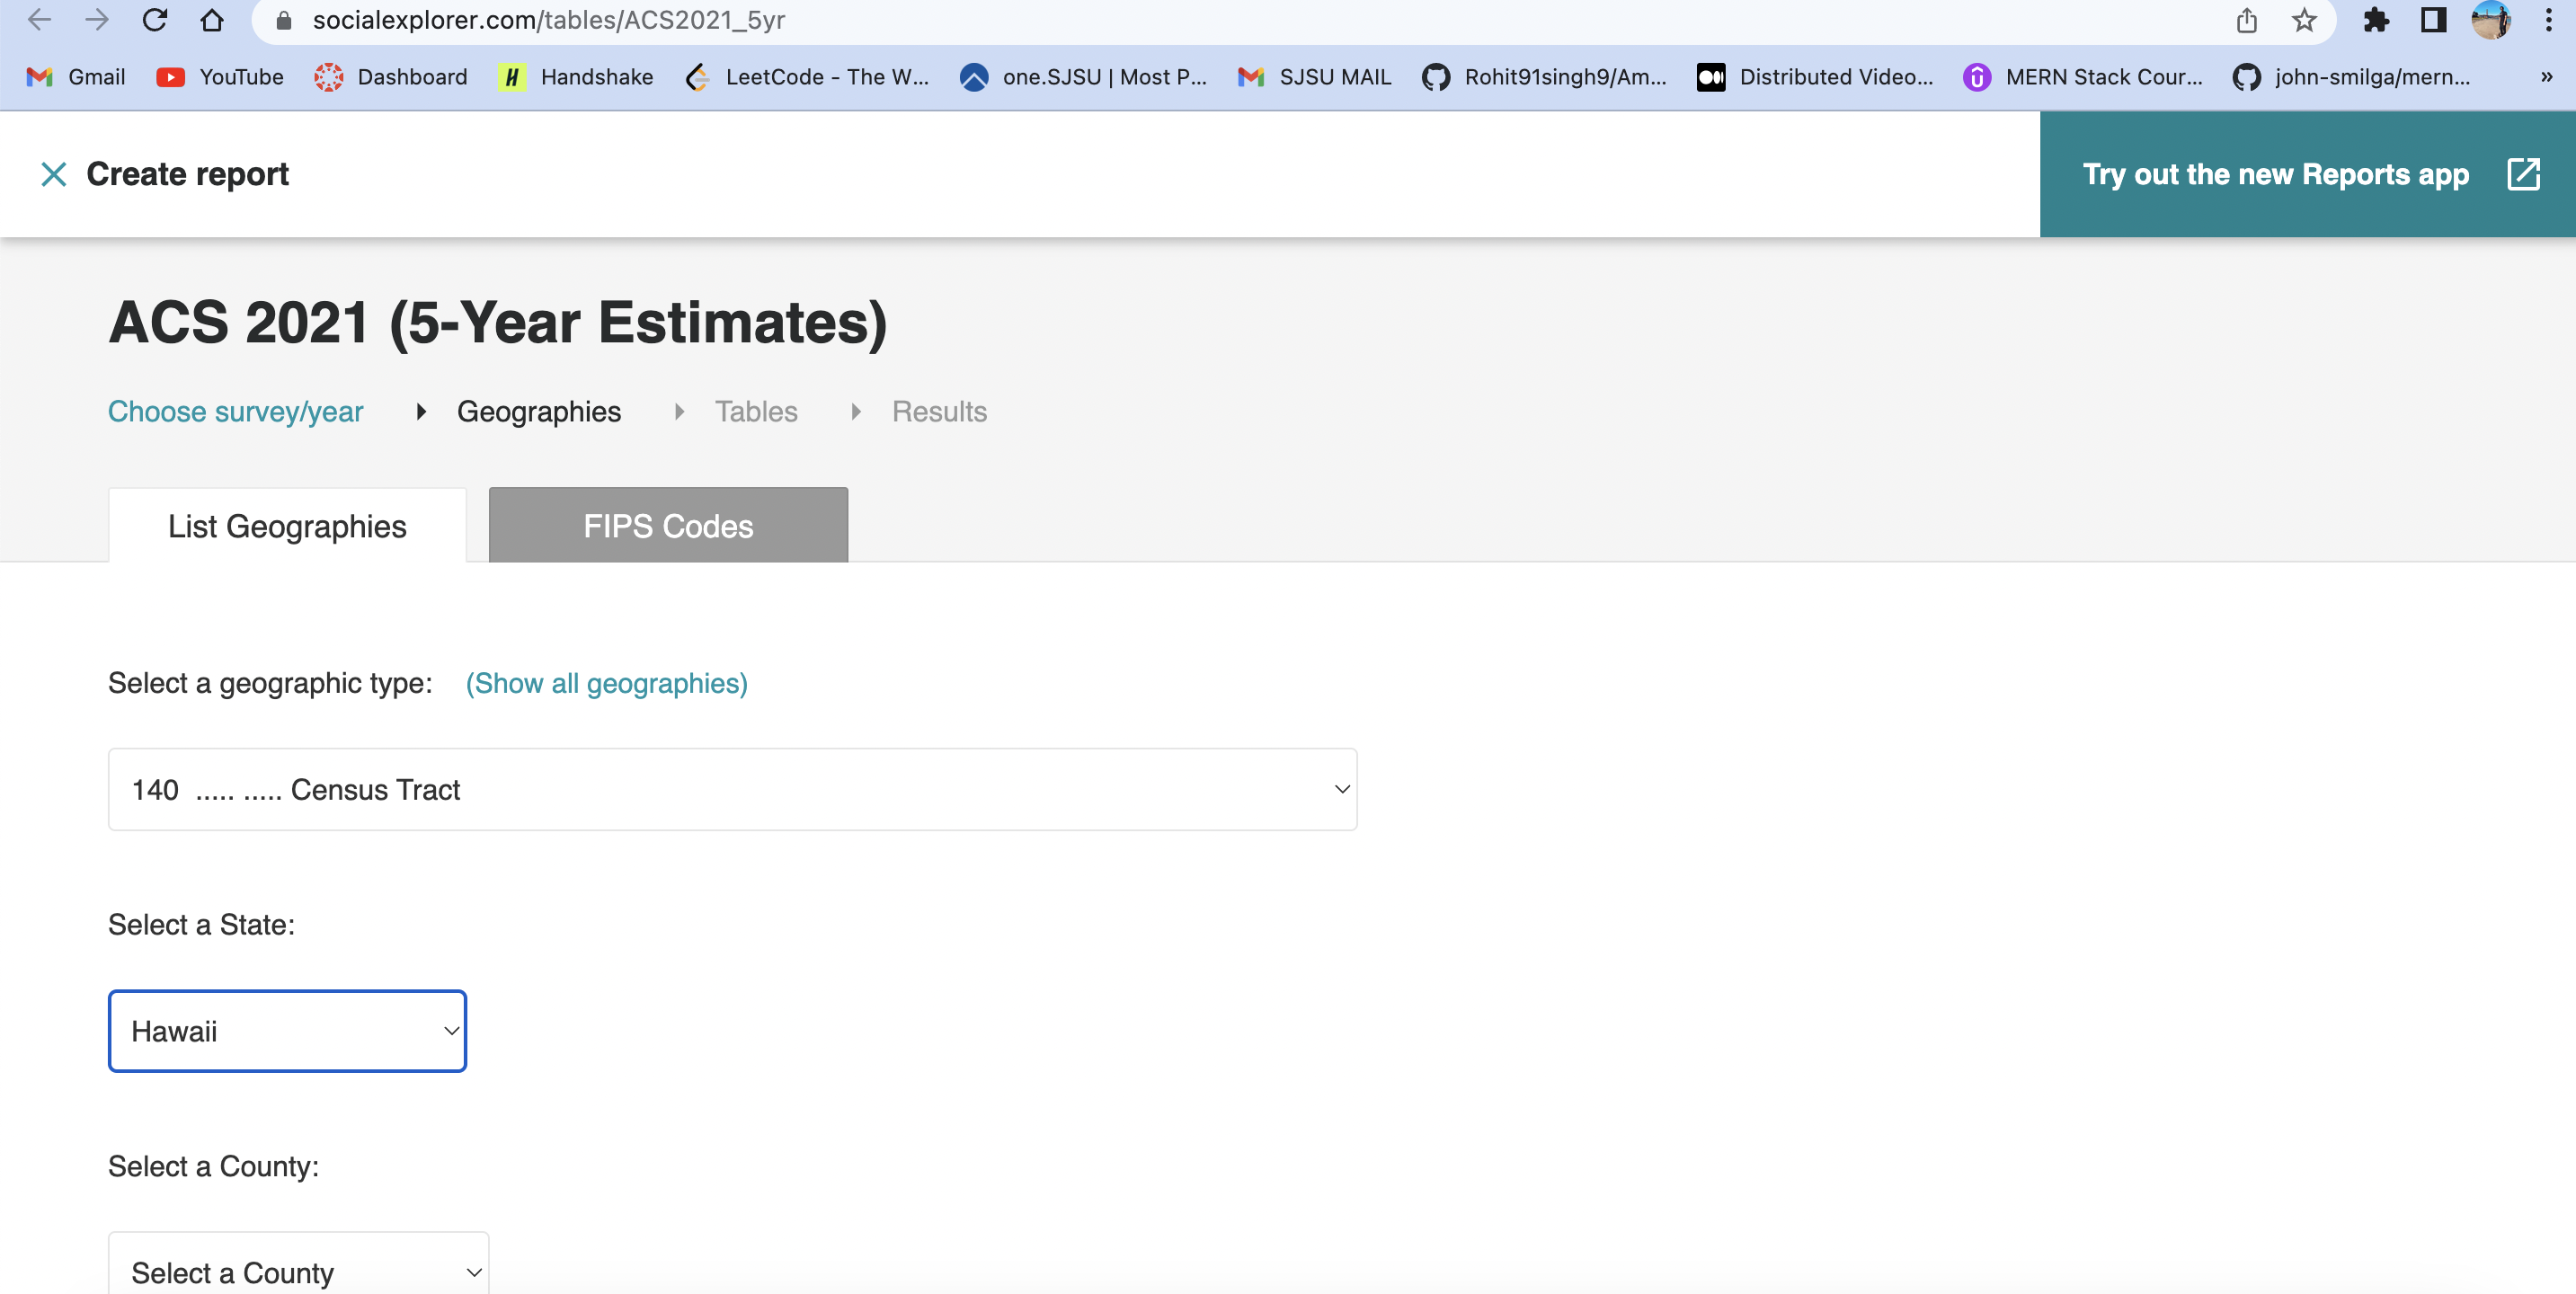 socialexplorer.com/tables/ACS2021_5yr
Gmail YouTube Dashboard H Handshake LeetCode - The W... one.SJSU | Most P... SJSU MAIL Rohit91singh9/Am... Distributed Video... MERN Stack Cour... john-smilga/mern... »
Create report
Try out the new Reports app
ACS 2021 (5-Year Estimates)
Choose survey/year Geographies Tables Results
List Geographies FIPS Codes
Select a geographic type: (Show all geographies)
140 ..... ..... Census Tract
Select a State:
Hawaii
Select a County:
Select a County